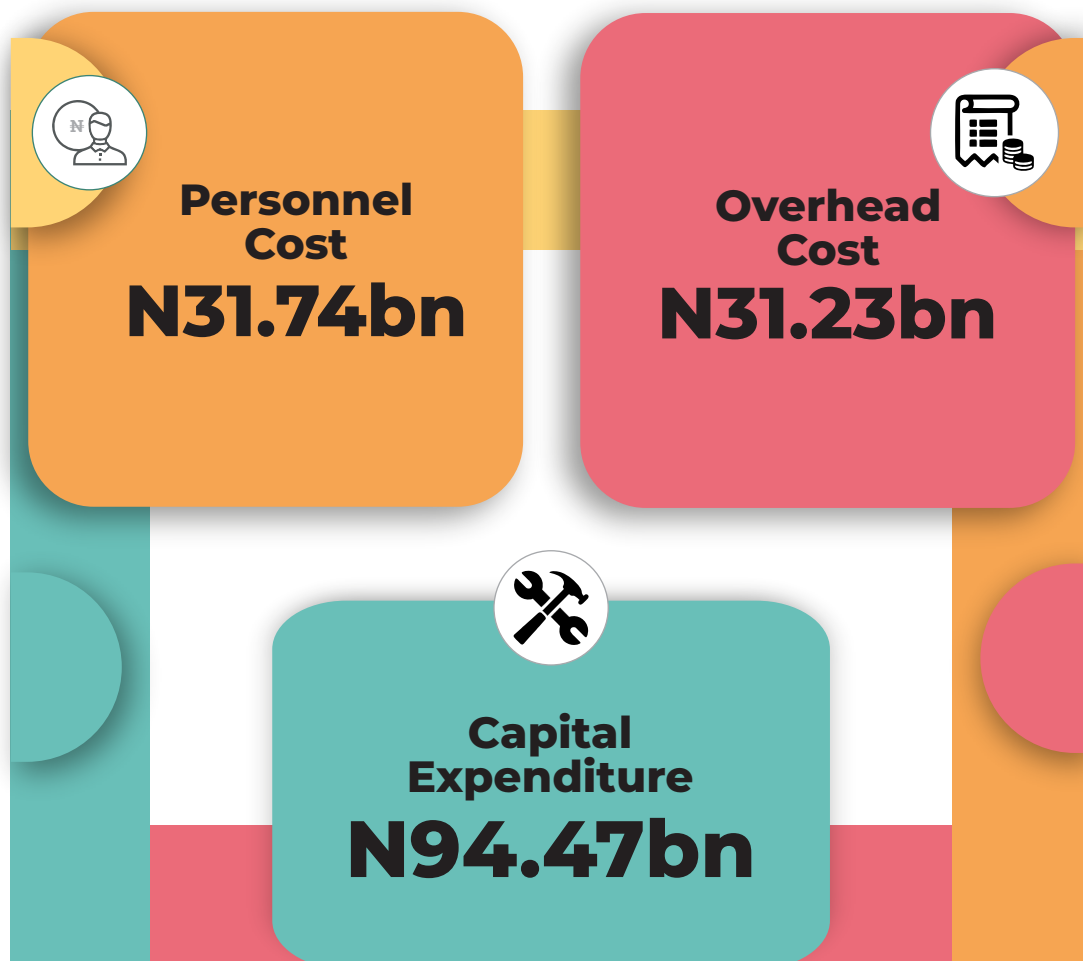 ₦
Personnel
Cost
N31.74bn
Overhead
Cost
N31.23bn
Capital
Expenditure
N94.47bn